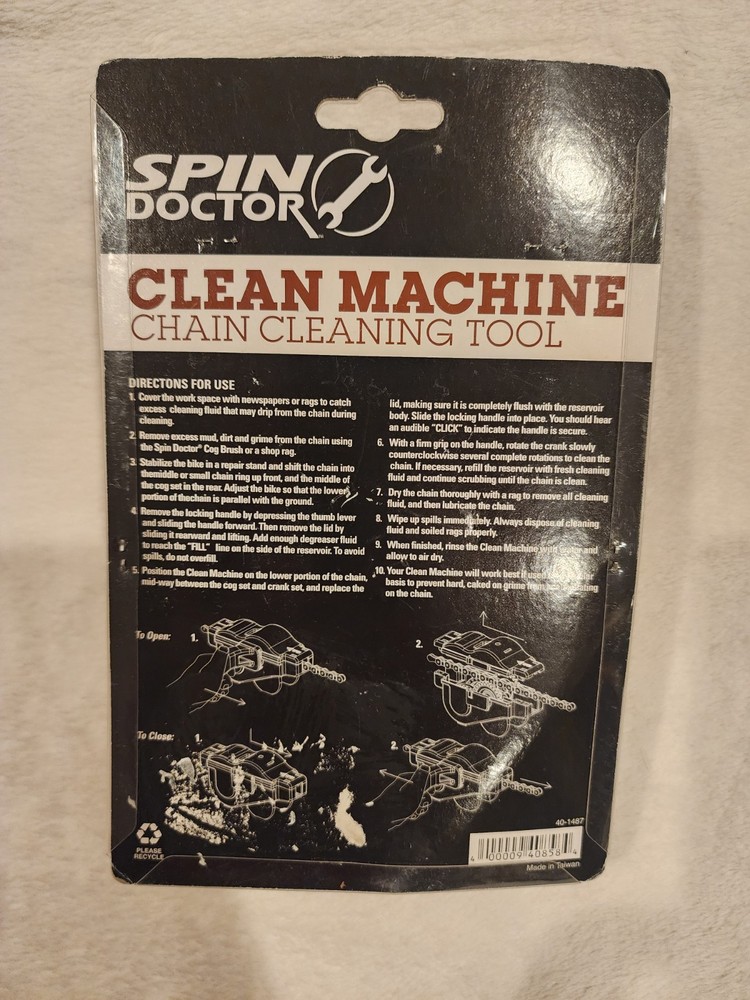 SPIN
DOCTOR
CLEAN MACHINE
CHAIN CLEANING TOOL
DIRECTONS FOR USE
1. Cover the work space with newspapers or rags to catch
excess cleaning fluid that may drip from the chain during
cleaning.
2. Remove excess mud, dirt and grime from the chain using
the Spin Doctor® Cog Brush or a shop rag.
3. Stabilize the bike in a repair stand and shift the chain into
themiddle or small chain ring up front, and the middle of
the cog set in the rear. Adjust the bike so that the lower
portion of thechain is parallel with the ground.
4. Remove the locking handle by depressing the thumb lever
and sliding the handle forward. Then remove the lid by
sliding it rearward and lifting. Add enough degreaser fluid
to reach the "FILL" line on the side of the reservoir. To avoid
spills, do not overfill.
5. Position the Clean Machine on the lower portion of the chain,
mid-way between the cog set and crank set, and replace the
lid, making sure it is completely flush with the reservoir
body. Slide the locking handle into place. You should hear
an audible "CLICK" to indicate the handle is secure.
6. With a firm grip on the handle, rotate the crank slowly
counterclockwise several complete rotations to clean the
chain. If necessary, refill the reservoir with fresh cleaning
fluid and continue scrubbing until the chain is clean.
7. Dry the chain thoroughly with a rag to remove all cleaning
fluid, and then lubricate the chain.
8. Wipe up spills immediately. Always dispose of cleaning
fluid and soiled rags properly.
9. When finished, rinse the Clean Machine with water and
alloy to air dry.
10. Your Clean Machine will work best if used
basis to prevent hard, caked on grime from
on the chain.
To Open: 1.
2.
To Close: 1.
2.
PLEASE
RECYCLE
40-1487
4 00009 40858 4
Made in Taiwan